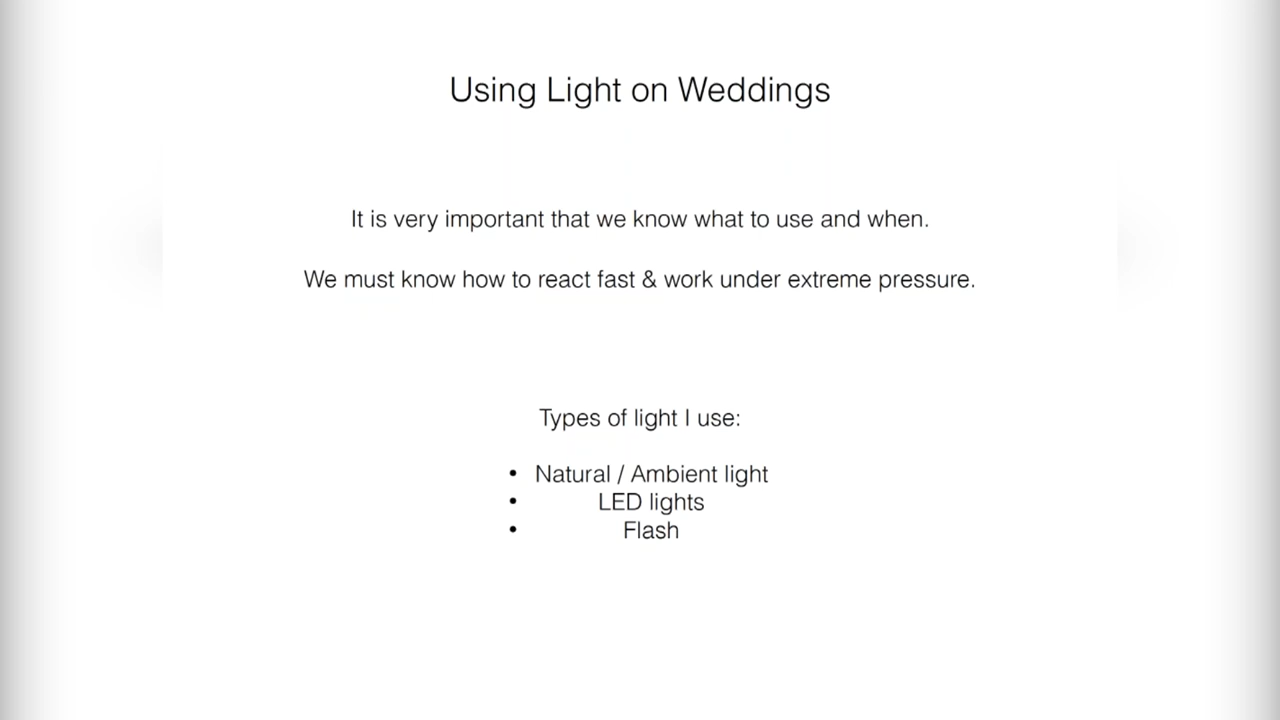 Using Light on Weddings
It is very important that we know what to use and when.
We must know how to react fast & work under extreme pressure.
Types of light I use:
• Natural / Ambient light
• LED lights
• Flash